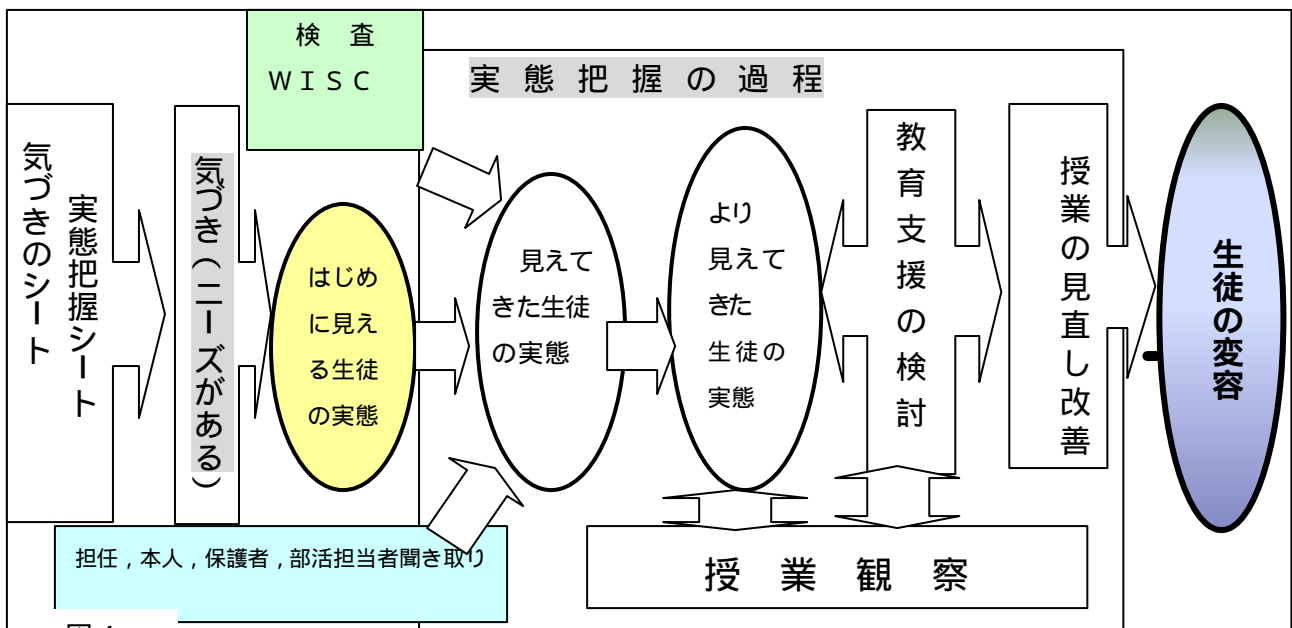 検 査
WISC
実態把握の過程
気づきのシート
実態把握シート
気づき(ニーズがある)
はじめ
に見え
る生徒
の実態
見えて
きた生徒
の実態
より
見えて
きた
生徒の
実態
教育支援の検討
授業の見直し改善
生徒の変容
担任,本人,保護者,部活担当者聞き取り
授 業 観 察